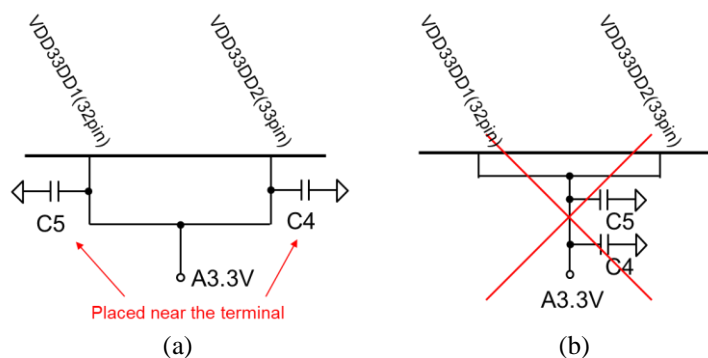 VDD33DD1(32pin)
VDD33DD2(33pin)
C5
C4
A3.3V
Placed near the terminal
(a)
VDD33DD1(32pin)
VDD33DD2(33pin)
C5
C4
A3.3V
(b)